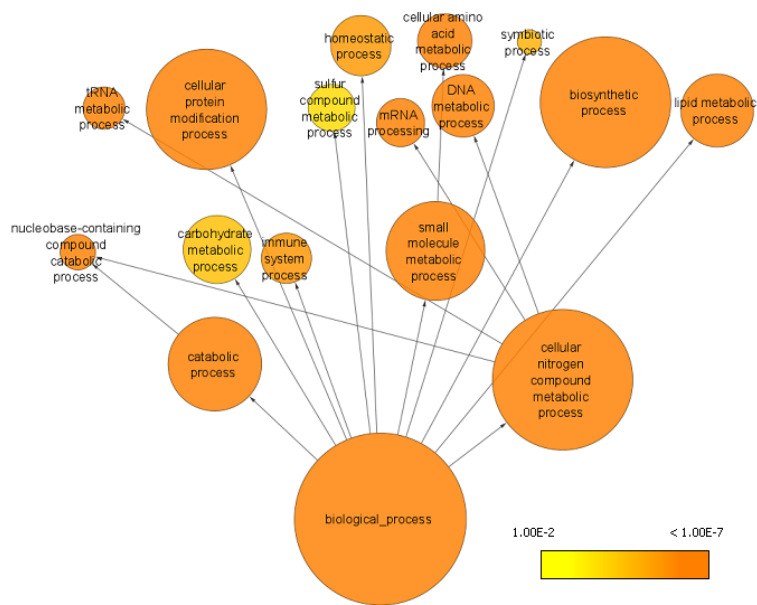 cellular amino
acid
metabolic
process
symbiotic
process
homeostatic
process
cellular
protein
modification
process
sulfur
compound
metabolic
process
DNA
metabolic
process
biosynthetic
process
lipid metabolic
process
tRNA
metabolic
process
mRNA
processing
nucleobase-containing
compound
catabolic
process
carbohydrate
metabolic
process
immune
system
process
small
molecule
metabolic
process
catabolic
process
cellular
nitrogen
compound
metabolic
process
biological_process
1.00E-2
< 1.00E-7